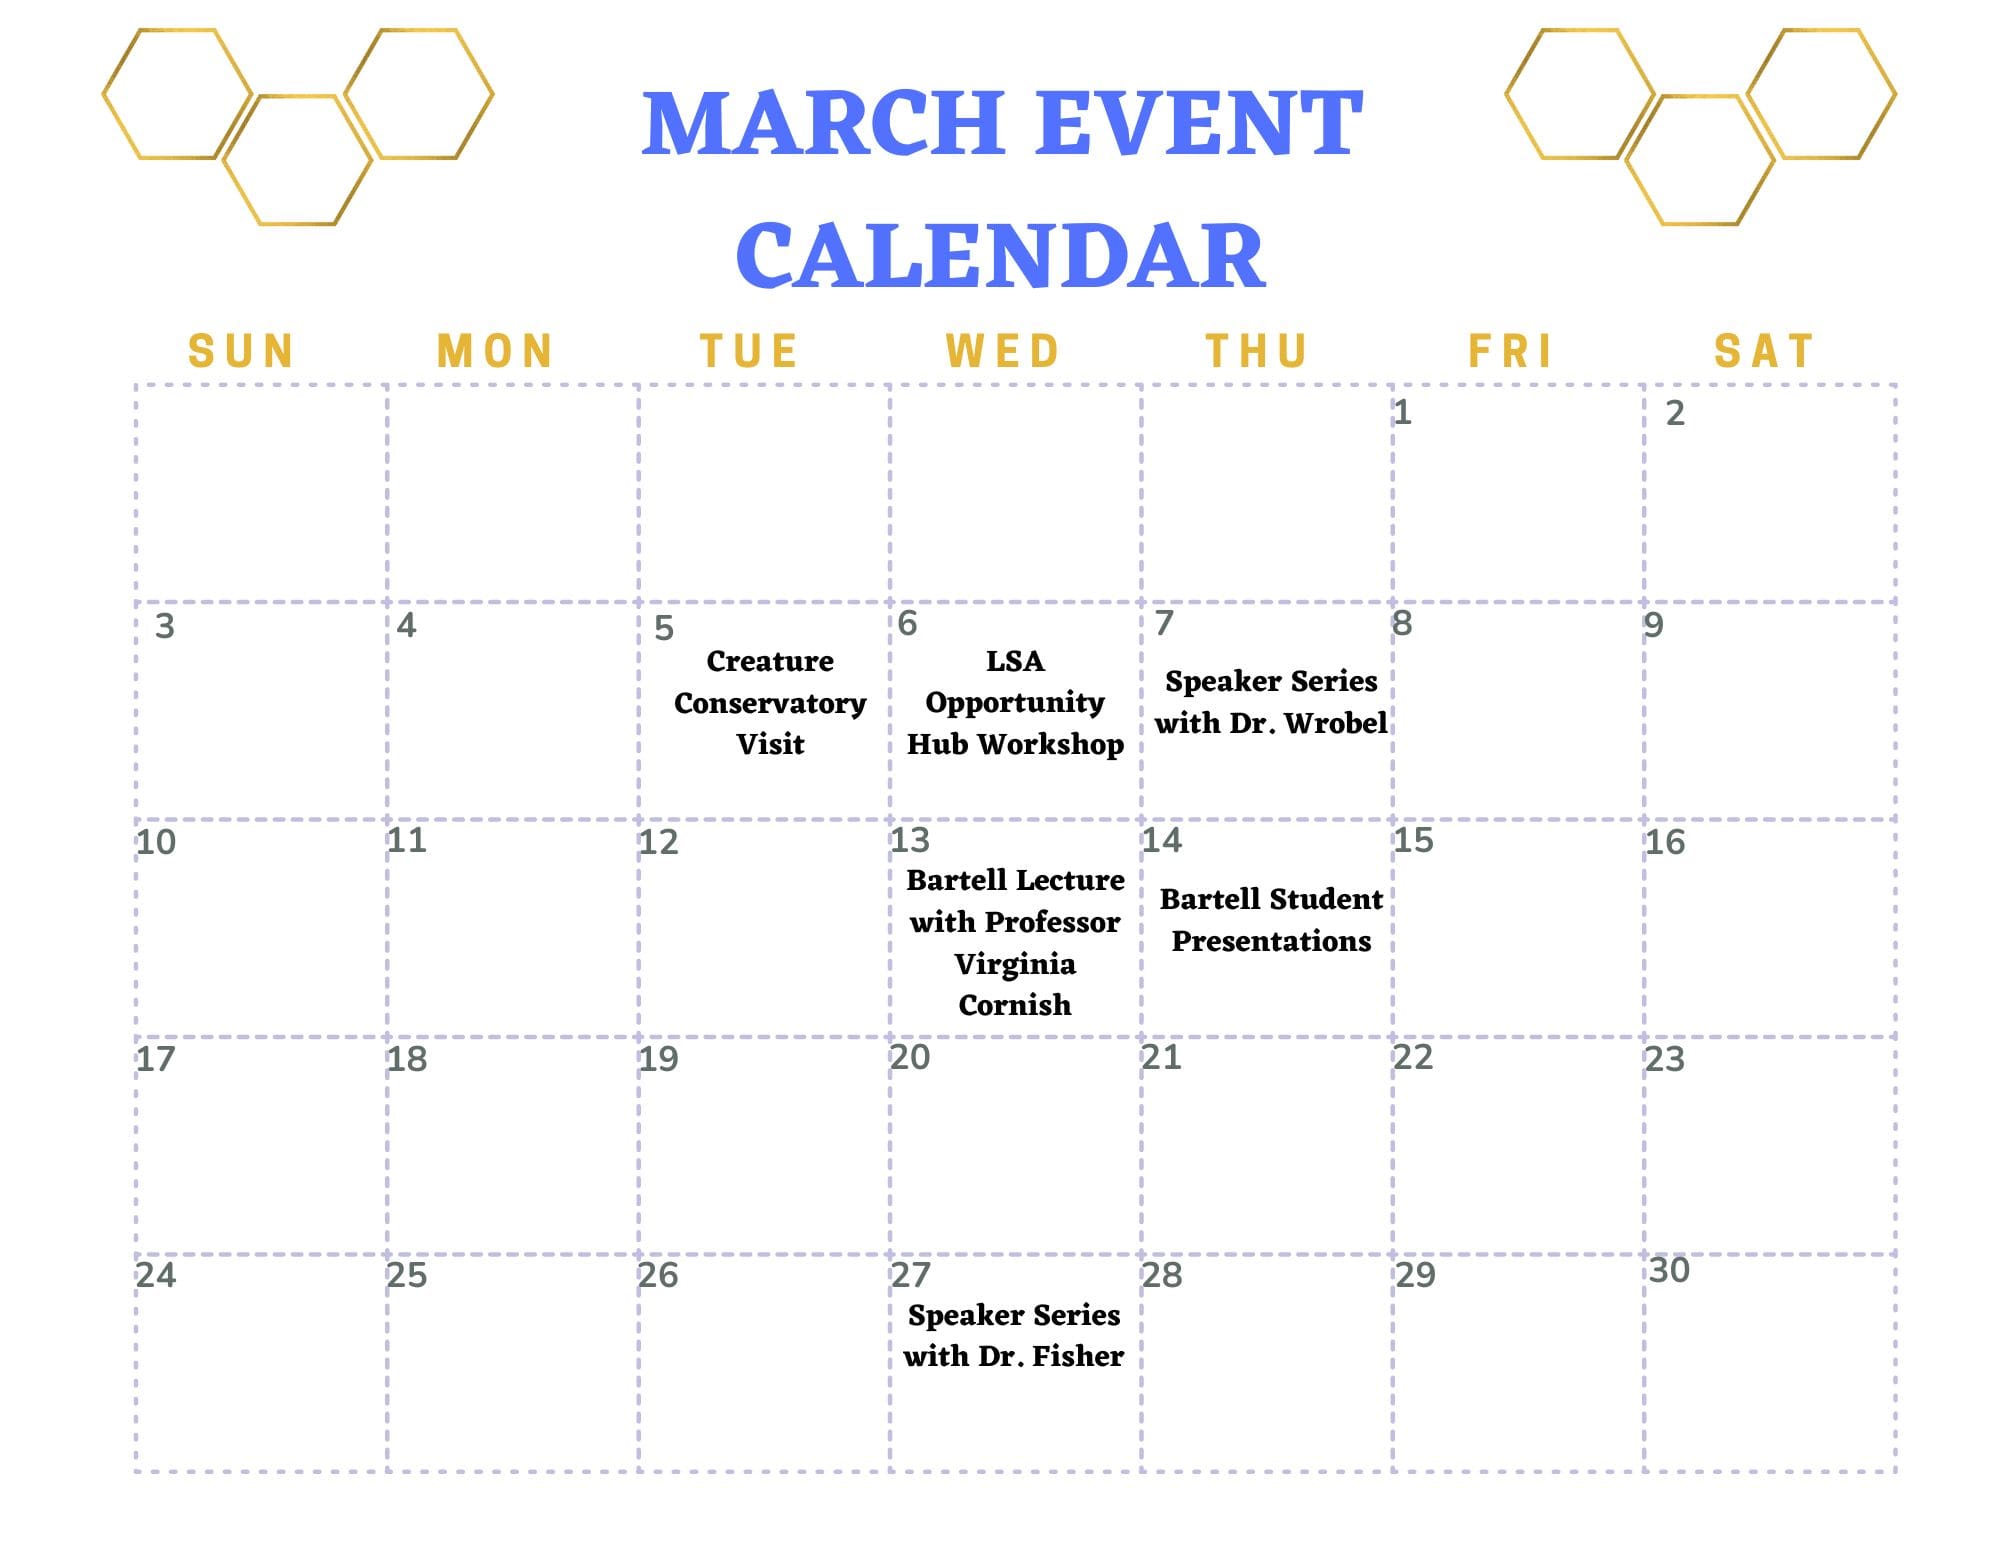 MARCH EVENT
CALENDAR
SUN MON TUE WED THU FRI SAT
1 2
3 4 5 6 7 8 9
Creature
Conservatory
Visit
LSA
Opportunity
Hub Workshop
Speaker Series
with Dr. Wrobel
10 11 12 13 14 15 16
Bartell Lecture
with Professor
Virginia
Cornish
Bartell Student
Presentations
17 18 19 20 21 22 23
24 25 26 27 28 29 30
Speaker Series
with Dr. Fisher